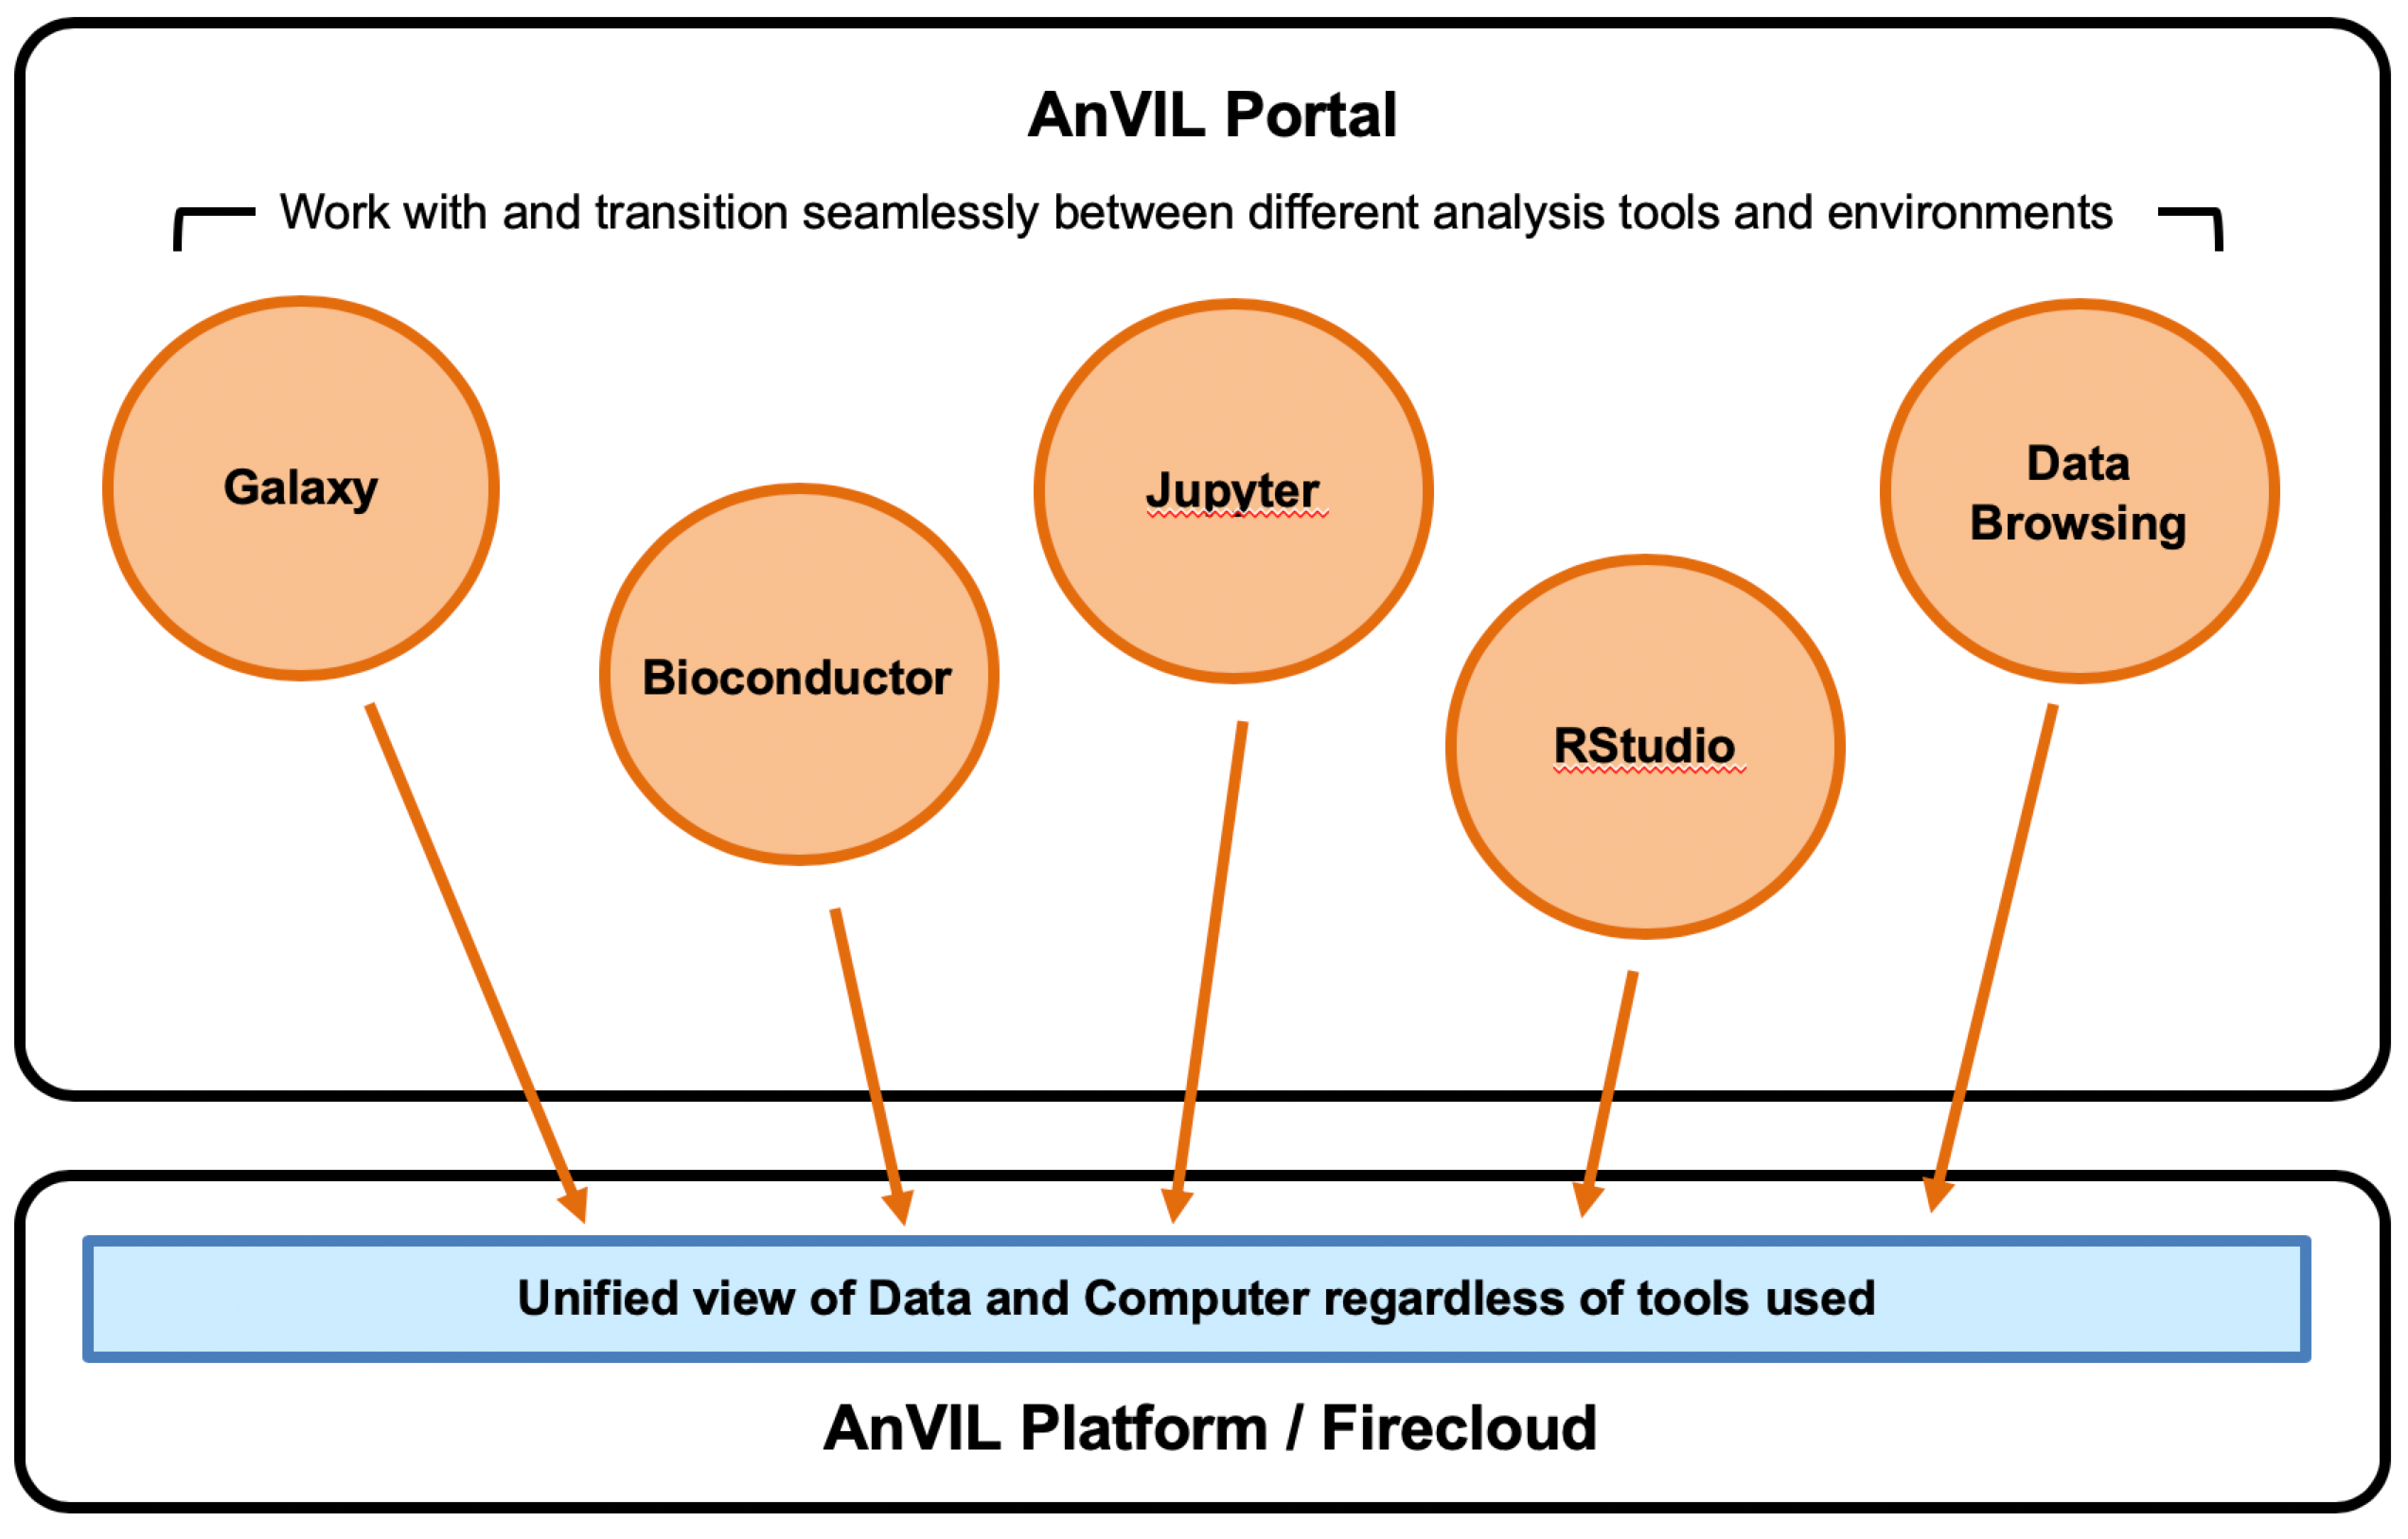 AnVIL Portal
Work with and transition seamlessly between different analysis tools and environments
Galaxy
Bioconductor
Jupyter
RStudio
Data
Browsing
Unified view of Data and Computer regardless of tools used
AnVIL Platform / Firecloud